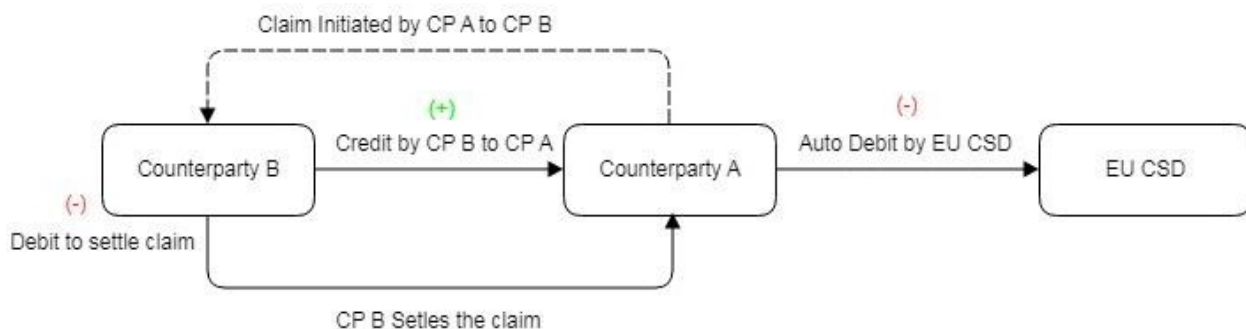 Claim Initiated by CP A to CP B
(+)
(-)
Credit by CP B to CP A
Auto Debit by EU CSD
Counterparty B
Counterparty A
EU CSD
(-)
Debit to settle claim
CP B Setles the claim